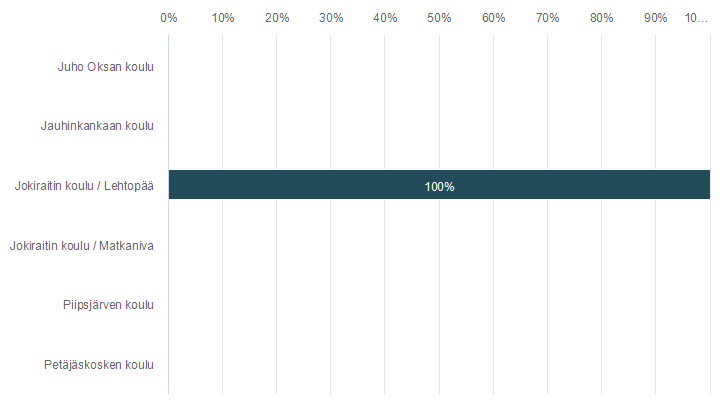 0% 10% 20% 30% 40% 50% 60% 70% 80% 90% 10…
Juho Oksan koulu
Jauhinkankaan koulu
Jokiraitin koulu / Lehtopää
100%
Jokiraitin koulu / Matkaniva
Piipsjärven koulu
Petäjäskosken koulu